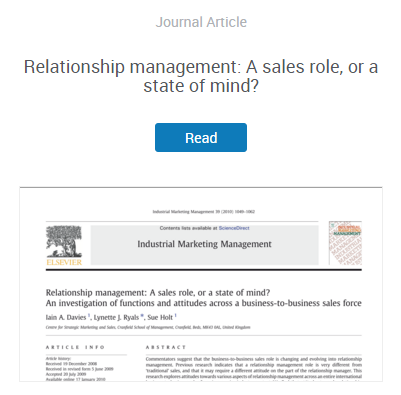 Journal Article
Relationship management: A sales role, or a
state of mind?
Read
Industrial Marketing Management 39 (2010) 1049–1062
Contents lists available at ScienceDirect
Industrial Marketing Management
ELSEVIER
Relationship management: A sales role, or a state of mind?
An investigation of functions and attitudes across a business-to-business sales force
Iain A. Davies ¹, Lynette J. Ryals *, Sue Holt ¹
Centre for Strategic Marketing and Sales, Cranfield School of Management, Cranfield, Beds, MK43 0AL, United Kingdom
ARTICLE INFO
Article history:
Received 19 December 2008
Received in revised form 1 June 2009
Accepted 20 July 2009
Available online 17 January 2010
ABSTRACT
Commentators suggest that the business-to-business sales role is changing and evolving into relationship
management. Previous research indicates that a relationship management role is very different from
'traditional' sales, and that it may require a different attitude on the part of the relationship manager. This
research explores attitudes towards various aspects of relationship management across an entire international